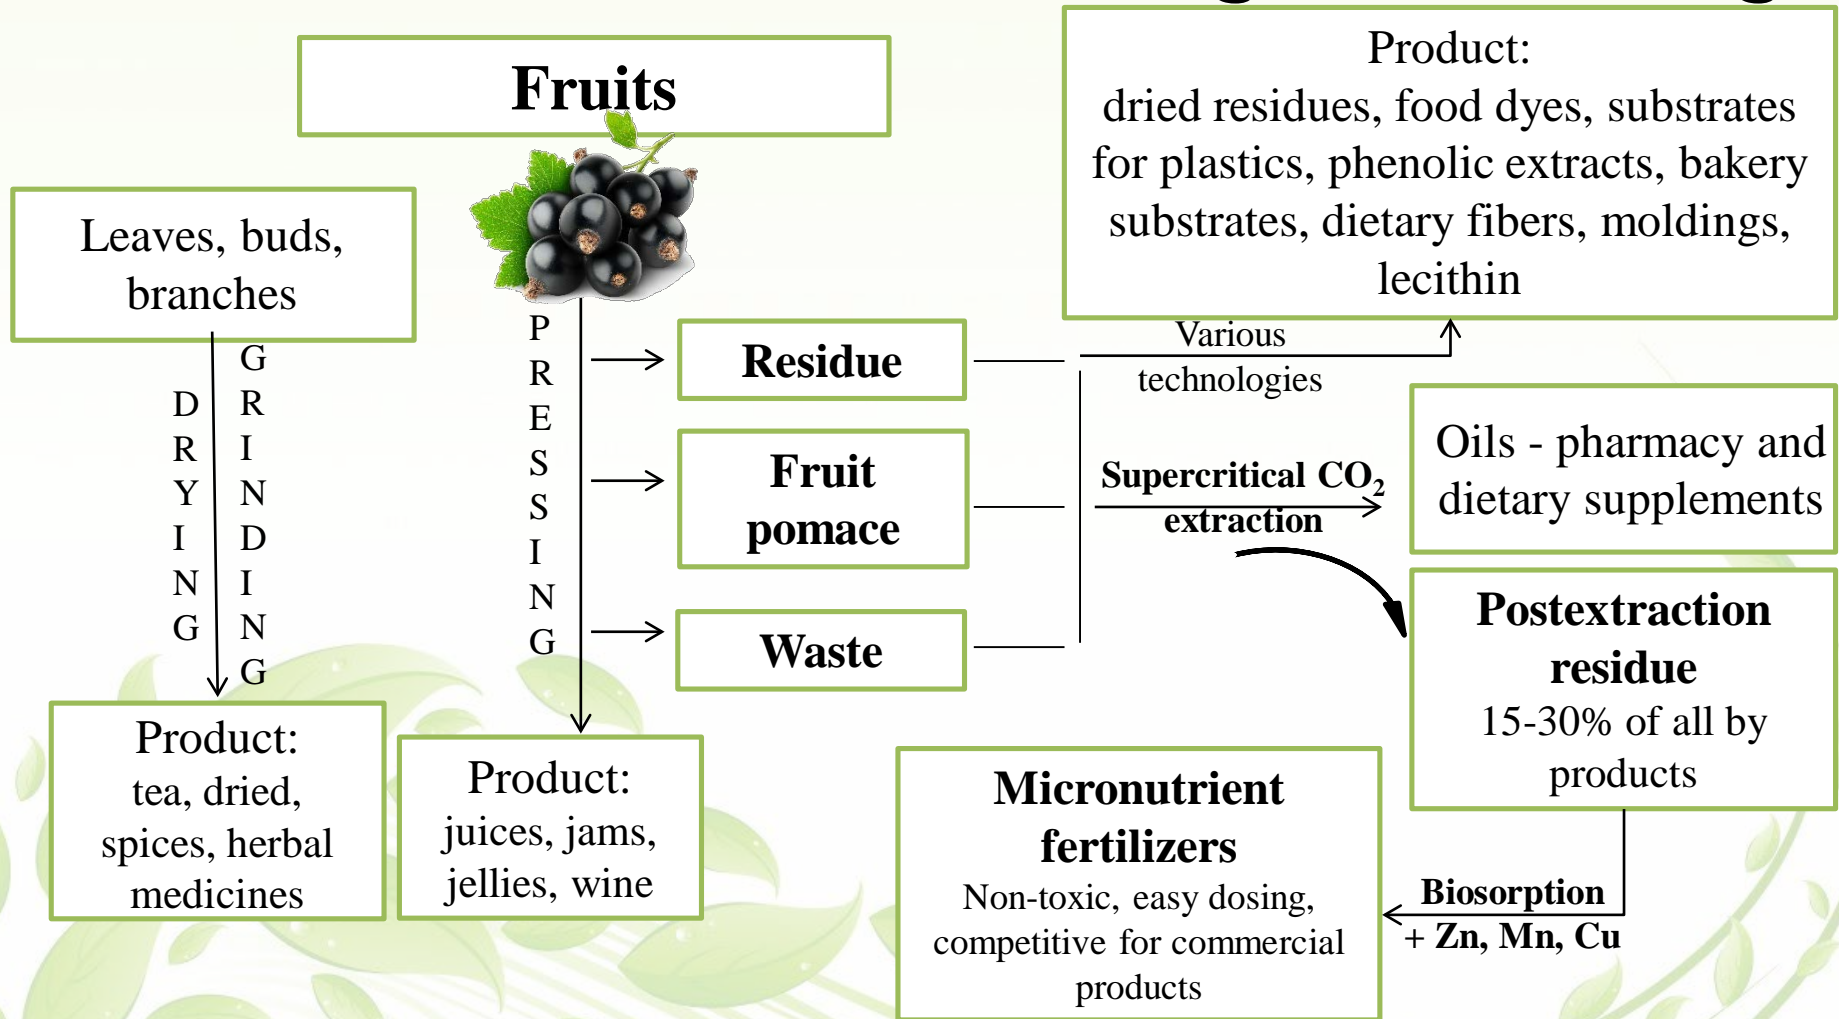 Fruits
Product:
dried residues, food dyes, substrates
for plastics, phenolic extracts, bakery
substrates, dietary fibers, moldings,
lecithin
Leaves, buds,
branches
DRYING
GRINDING
PRESSING
Residue
Various
technologies
Fruit
pomace
Supercritical CO₂
extraction
Oils - pharmacy and
dietary supplements
Waste
Postextraction
residue
15-30% of all by
products
Product:
tea, dried,
spices, herbal
medicines
Product:
juices, jams,
jellies, wine
Micronutrient
fertilizers
Non-toxic, easy dosing,
competitive for commercial
products
Biosorption
+ Zn, Mn, Cu